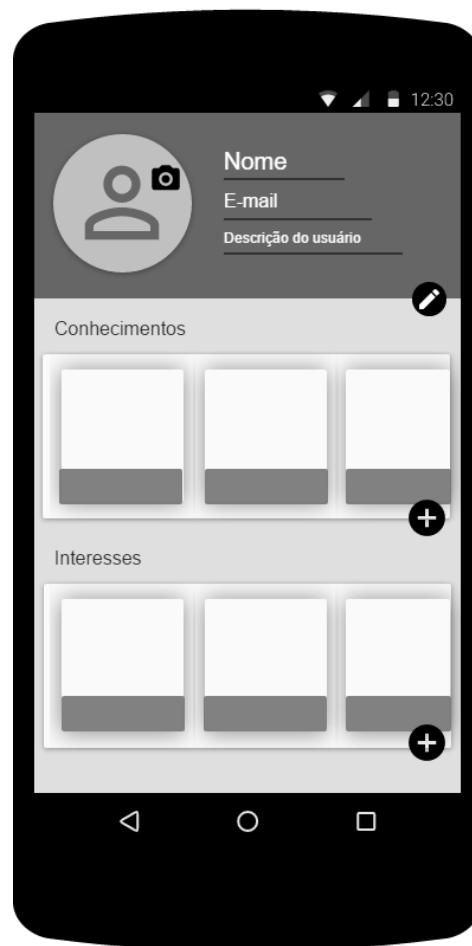 12:30
Nome
E-mail
Descrição do usuário
Conhecimentos
Interesses